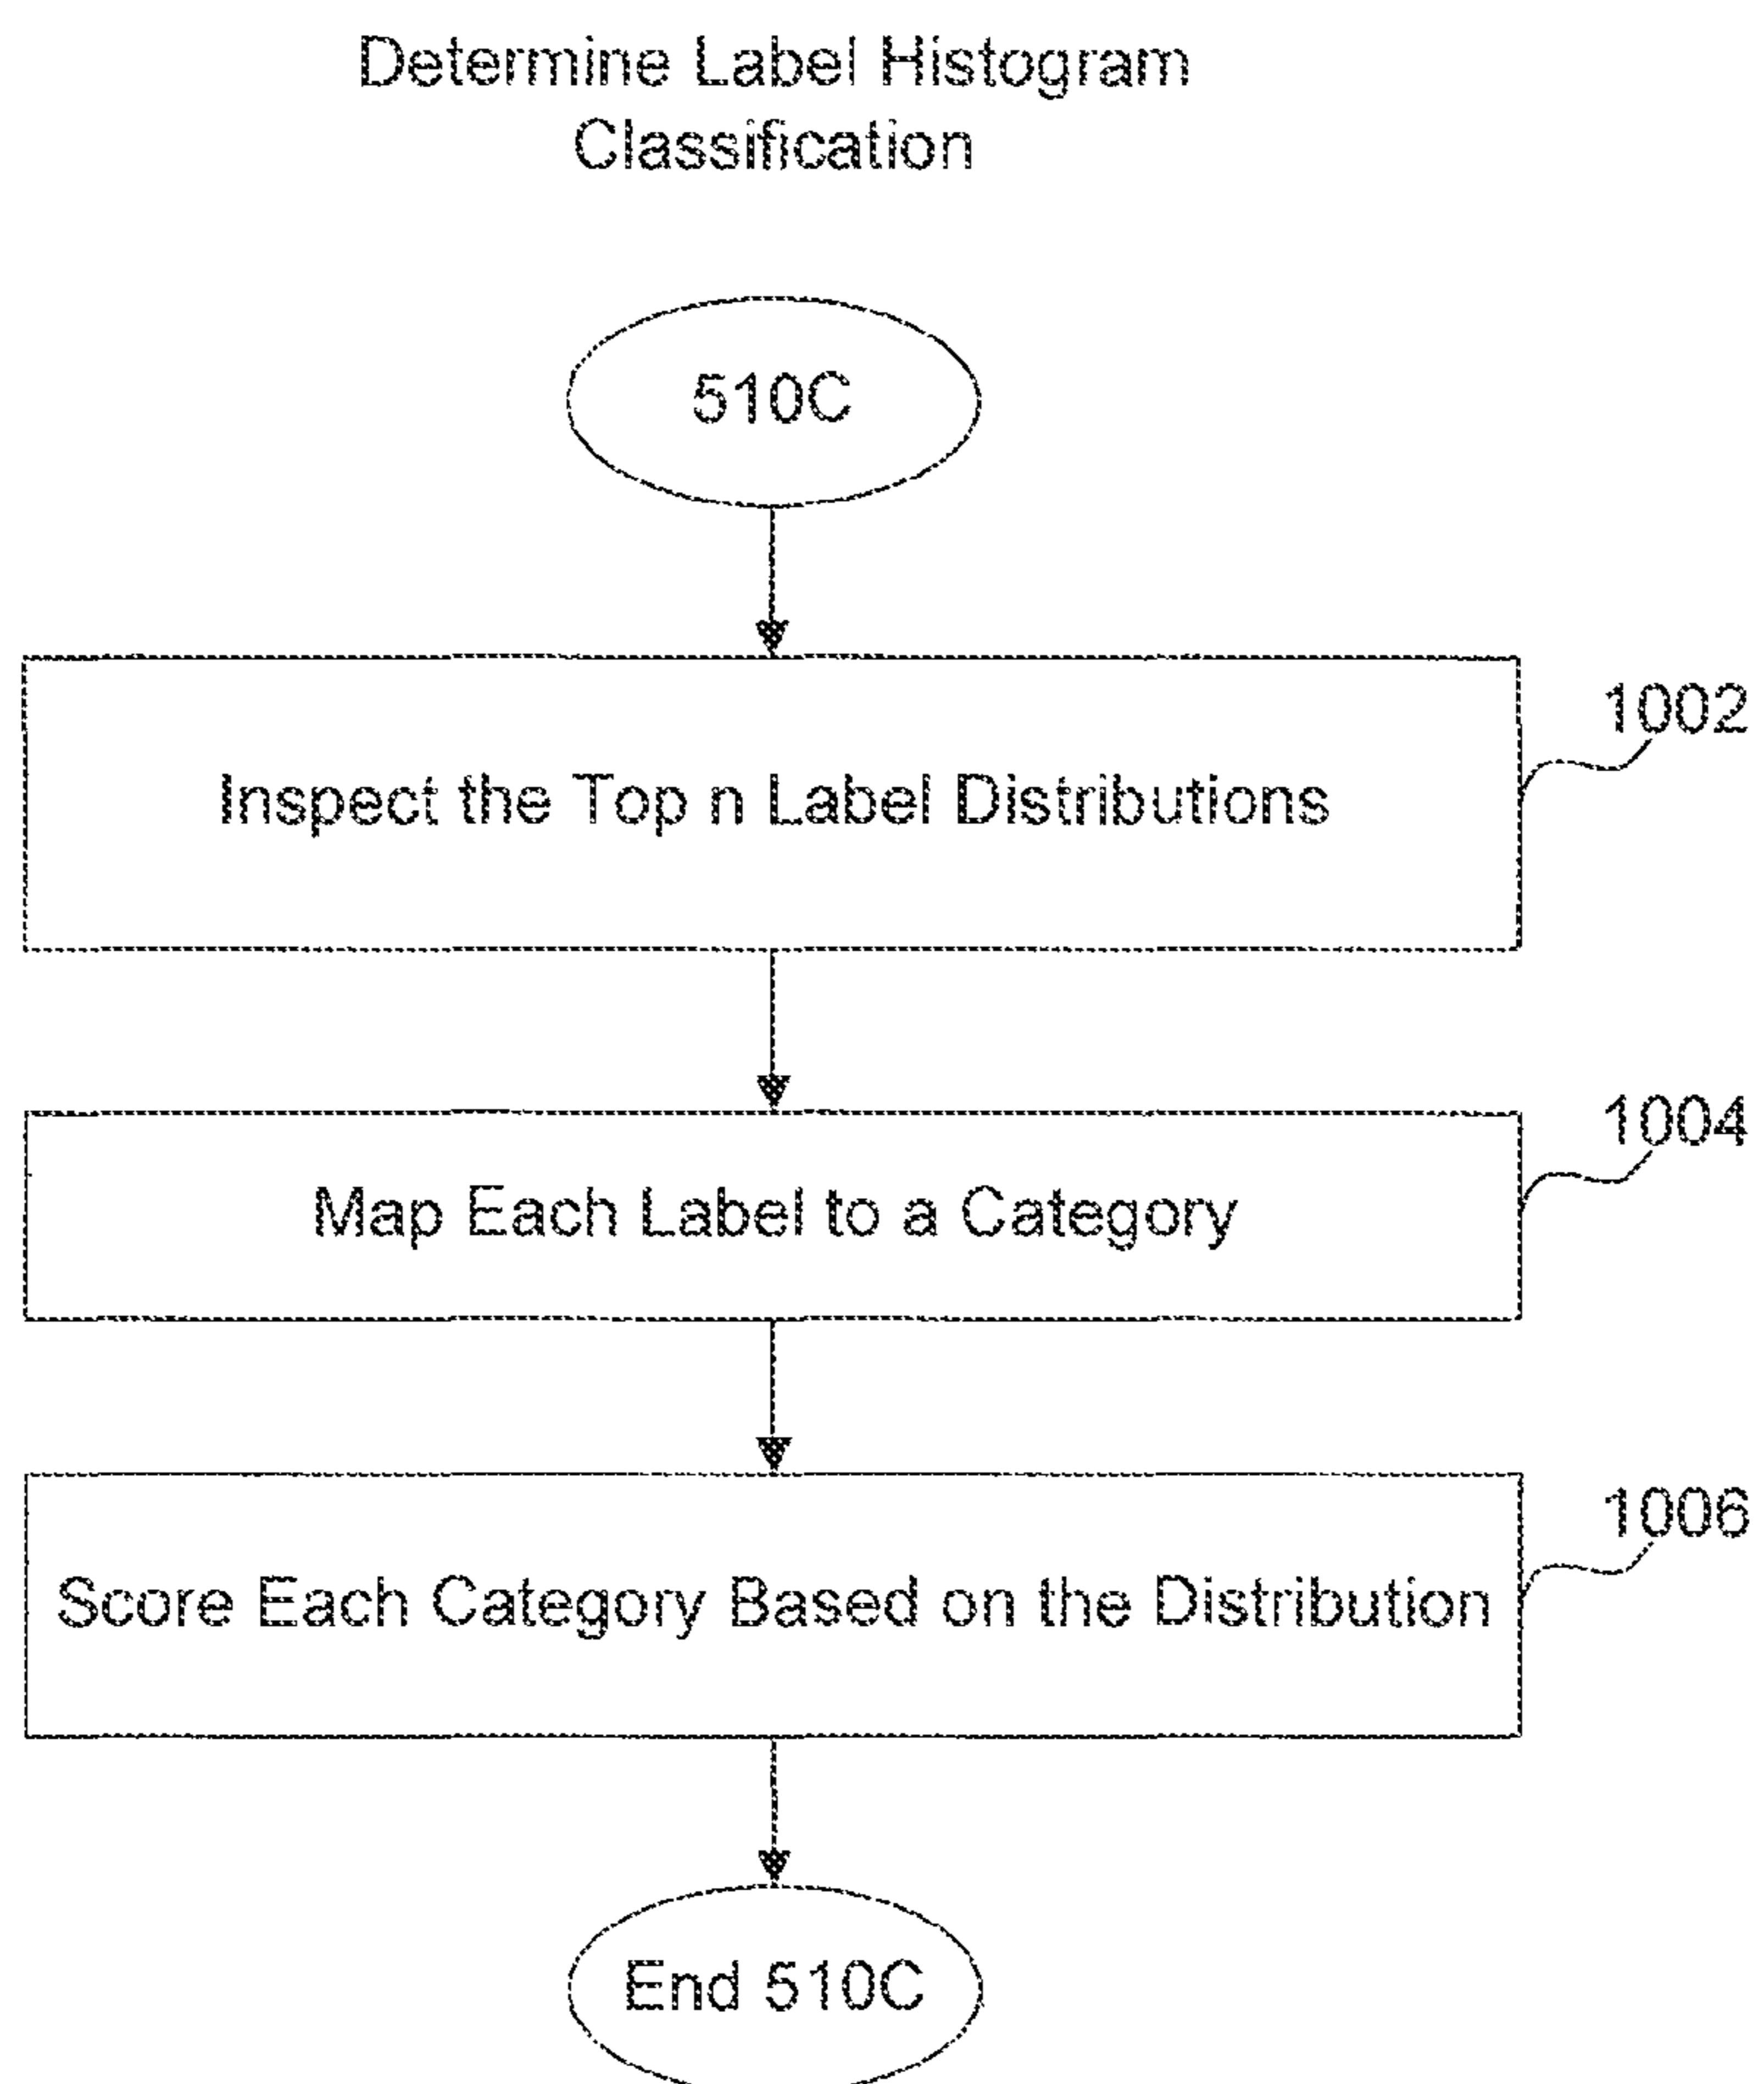 Determine Label Histogram
Classification
510C
1002
Inspect the Top n Label Distributions
1004
Map Each Label to a Category
1006
Score Each Category Based on the Distribution
End 510C